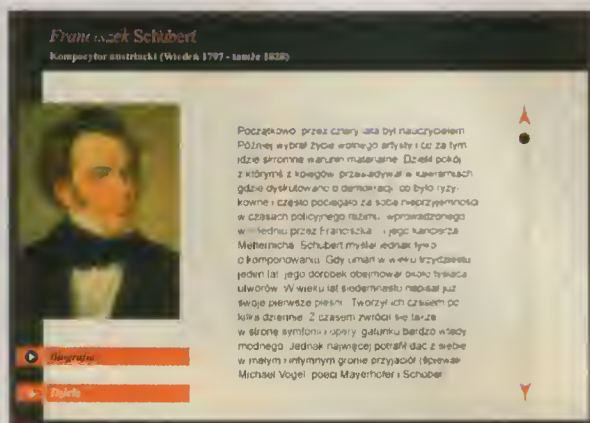 Franciszek Schubert
Kompozytor austriacki (Wiedeń 1797 - tamże 1828)
Początkowo przez cztery lata był nauczycielem
Później wybrał życie wolnego artysty i co za tym
idzie skromne warunki materialne. Dzielił pokój
z którymś z kolegów, przesiadywał w kawiarniach
gdzie dyskutowano o demokracji, co było ryzy-
kowne i często pociągało za sobą nieprzyjemności
w czasach policyjnego reżimu, wprowadzonego
w Wiedniu przez Franciszka I i jego kanclerza
Metternicha. Schubert myślał jednak tylko
o komponowaniu. Gdy umarł w wieku trzydziestu
jeden lat, jego dorobek obejmował około tysiąca
utworów. W wieku lat siedemnastu napisał już
swoje pierwsze pieśni. Tworzył ich czasem po
kilka dziennie. Z czasem zwrócił się także
w stronę symfonii i opery, gatunku bardzo wtedy
modnego. Jednak najwięcej potrafił dać z siebie
w małym i intymnym gronie przyjaciół (śpiewak
Michael Vogel, poeci Mayerhofer i Schober
Biografia
Dzieła